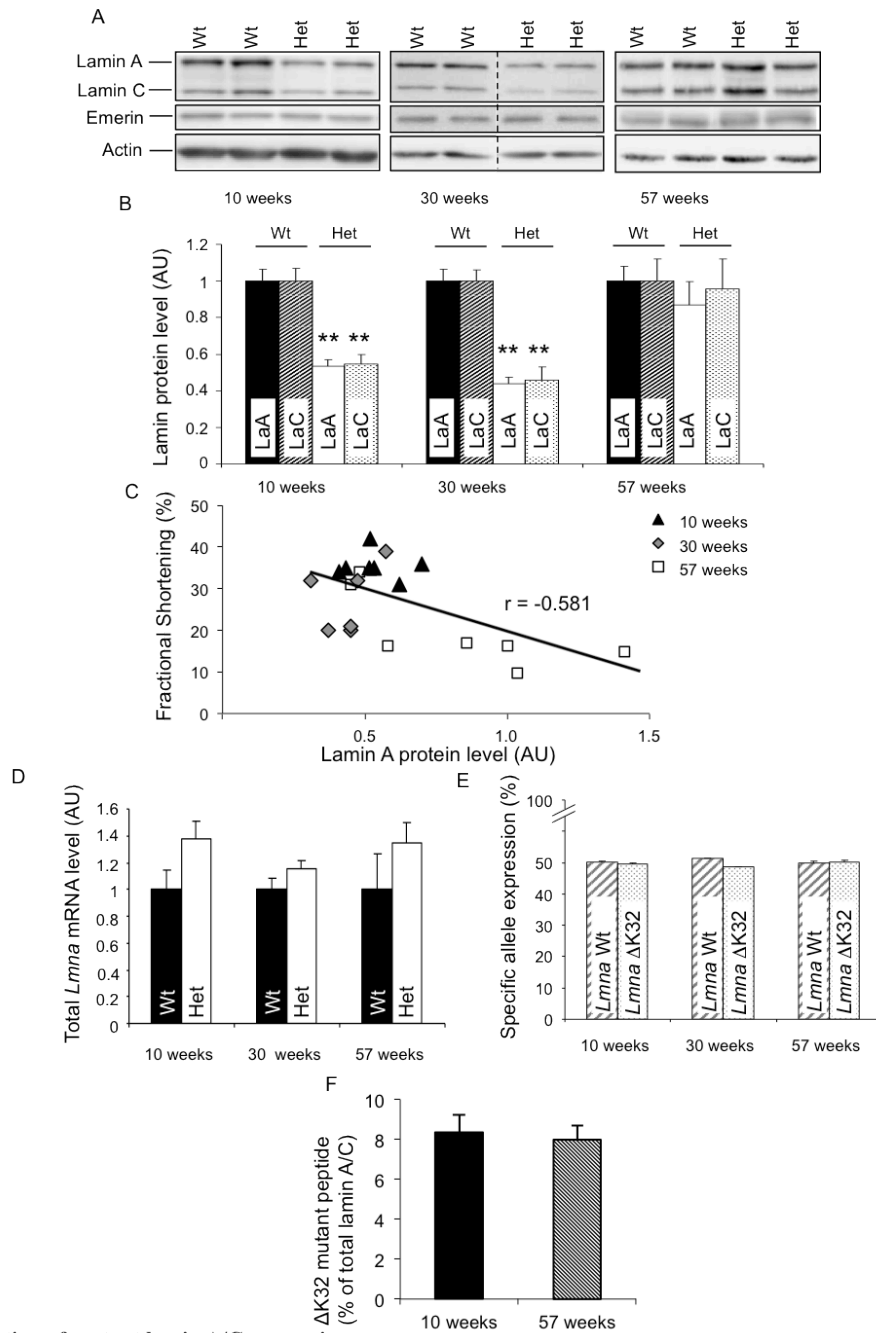 A
Wt Wt Het Het Wt Wt Het Het Wt Wt Het Het
Lamin A
Lamin C
Emerin
Actin
10 weeks 30 weeks 57 weeks
B
Wt Het Wt Het Wt Het
Lamin protein level (AU)
1.2
1
0.8
0.6
0.4
0.2
0
** ** ** **
LaA LaC LaA LaC LaA LaC LaA LaC LaA LaC LaA LaC
10 weeks 30 weeks 57 weeks
C
Fractional Shortening (%)
50
40
30
20
10
0
10 weeks
30 weeks
57 weeks
r = -0.581
0.5 1.0 1.5
Lamin A protein level (AU)
D
Total Lmna mRNA level (AU)
1.6
1.4
1.2
1
0.8
0.6
0.4
0.2
0
Wt Het Wt Het Wt Het
10 weeks 30 weeks 57 weeks
E
Specific allele expression (%)
100
50
40
30
20
10
0
Lmna Wt Lmna ΔK32 Lmna Wt Lmna ΔK32 Lmna Wt Lmna ΔK32
10 weeks 30 weeks 57 weeks
F
ΔK32 mutant peptide
(% of total lamin A/C)
10
8
6
4
2
0
10 weeks 57 weeks